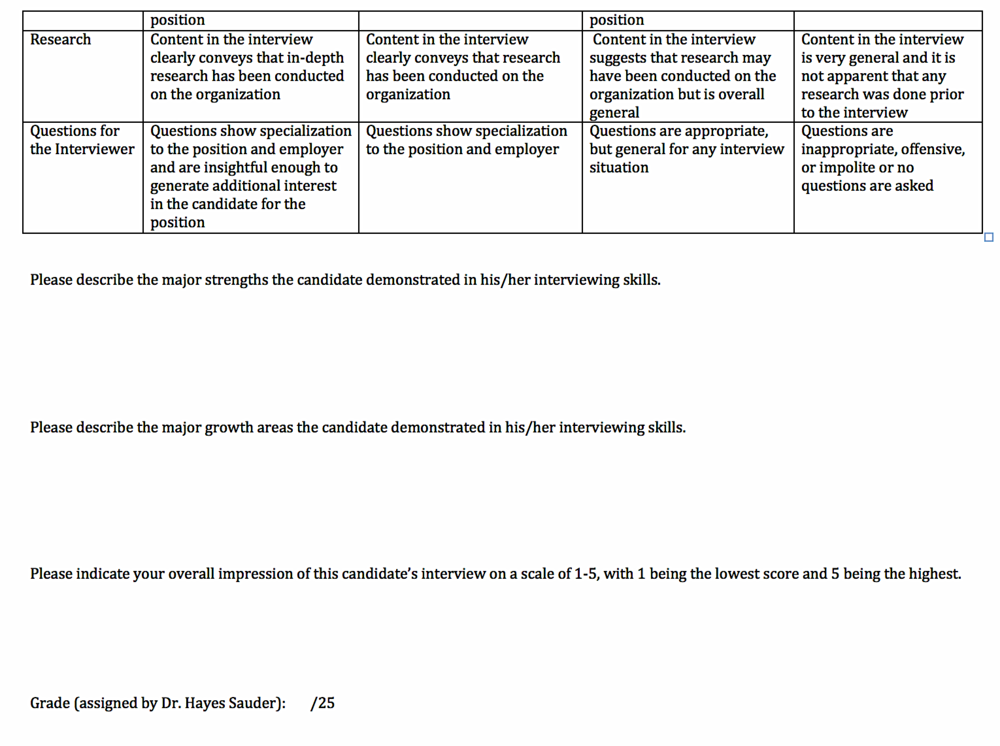 position
position
Research
Content in the interview
clearly conveys that in-depth
research has been conducted
on the organization
Content in the interview
clearly conveys that research
has been conducted on the
organization
Content in the interview
suggests that research may
have been conducted on the
organization but is overall
general
Content in the interview
is very general and it is
not apparent that any
research was done prior
to the interview
Questions for
the Interviewer
Questions show specialization
to the position and employer
and are insightful enough to
generate additional interest
in the candidate for the
position
Questions show specialization
to the position and employer
Questions are appropriate,
but general for any interview
situation
Questions are
inappropriate, offensive,
or impolite or no
questions are asked
Please describe the major strengths the candidate demonstrated in his/her interviewing skills.
Please describe the major growth areas the candidate demonstrated in his/her interviewing skills.
Please indicate your overall impression of this candidate’s interview on a scale of 1-5, with 1 being the lowest score and 5 being the highest.
Grade (assigned by Dr. Hayes Sauder): /25